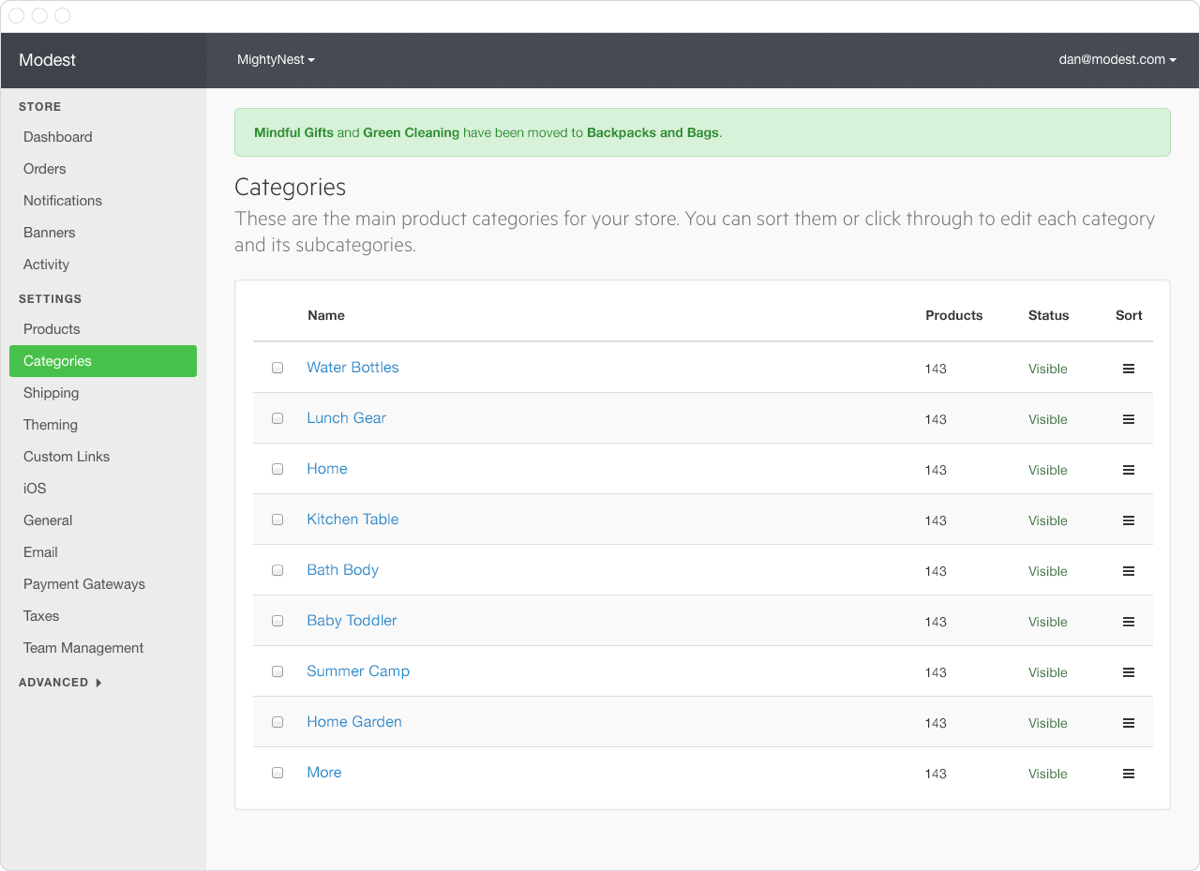 Modest
MightyNest
dan@modest.com
STORE
Dashboard
Orders
Notifications
Banners
Activity
SETTINGS
Products
Categories
Shipping
Theming
Custom Links
iOS
General
Email
Payment Gateways
Taxes
Team Management
ADVANCED
Mindful Gifts and Green Cleaning have been moved to Backpacks and Bags.
Categories
These are the main product categories for your store. You can sort them or click through to edit each category
and its subcategories.
Name Products Status Sort
Water Bottles 143 Visible
Lunch Gear 143 Visible
Home 143 Visible
Kitchen Table 143 Visible
Bath Body 143 Visible
Baby Toddler 143 Visible
Summer Camp 143 Visible
Home Garden 143 Visible
More 143 Visible